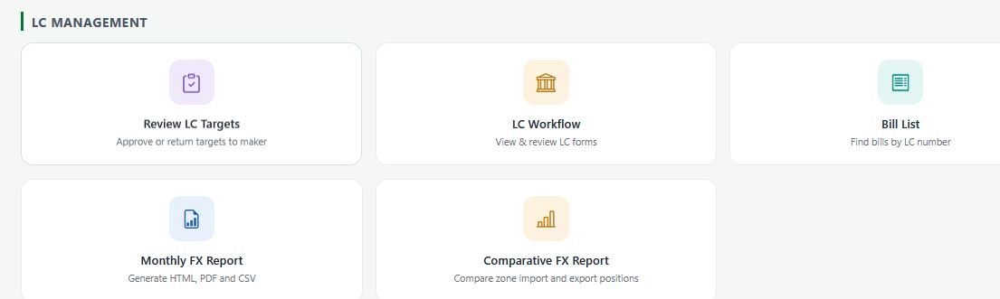 LC MANAGEMENT
Review LC Targets
Approve or return targets to maker
LC Workflow
View & review LC forms
Bill List
Find bills by LC number
Monthly FX Report
Generate HTML, PDF and CSV
Comparative FX Report
Compare zone import and export positions